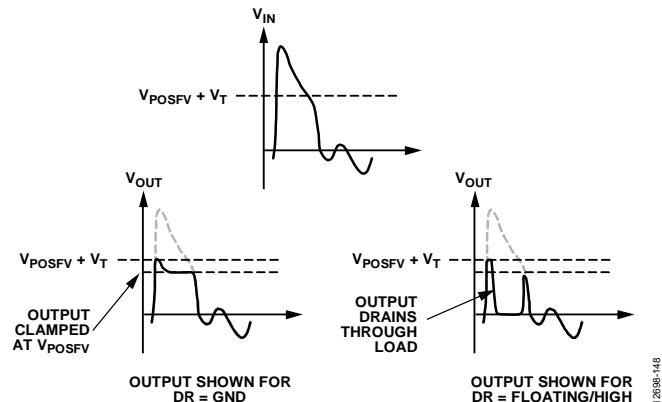 VIN
VPOSFV + VT
VOUT
VPOSFV + VT
OUTPUT
CLAMPED
AT VPOSFV
OUTPUT SHOWN FOR
DR = GND
VOUT
VPOSFV + VT
OUTPUT
DRAINS
THROUGH
LOAD
OUTPUT SHOWN FOR
DR = FLOATING/HIGH
12698-148